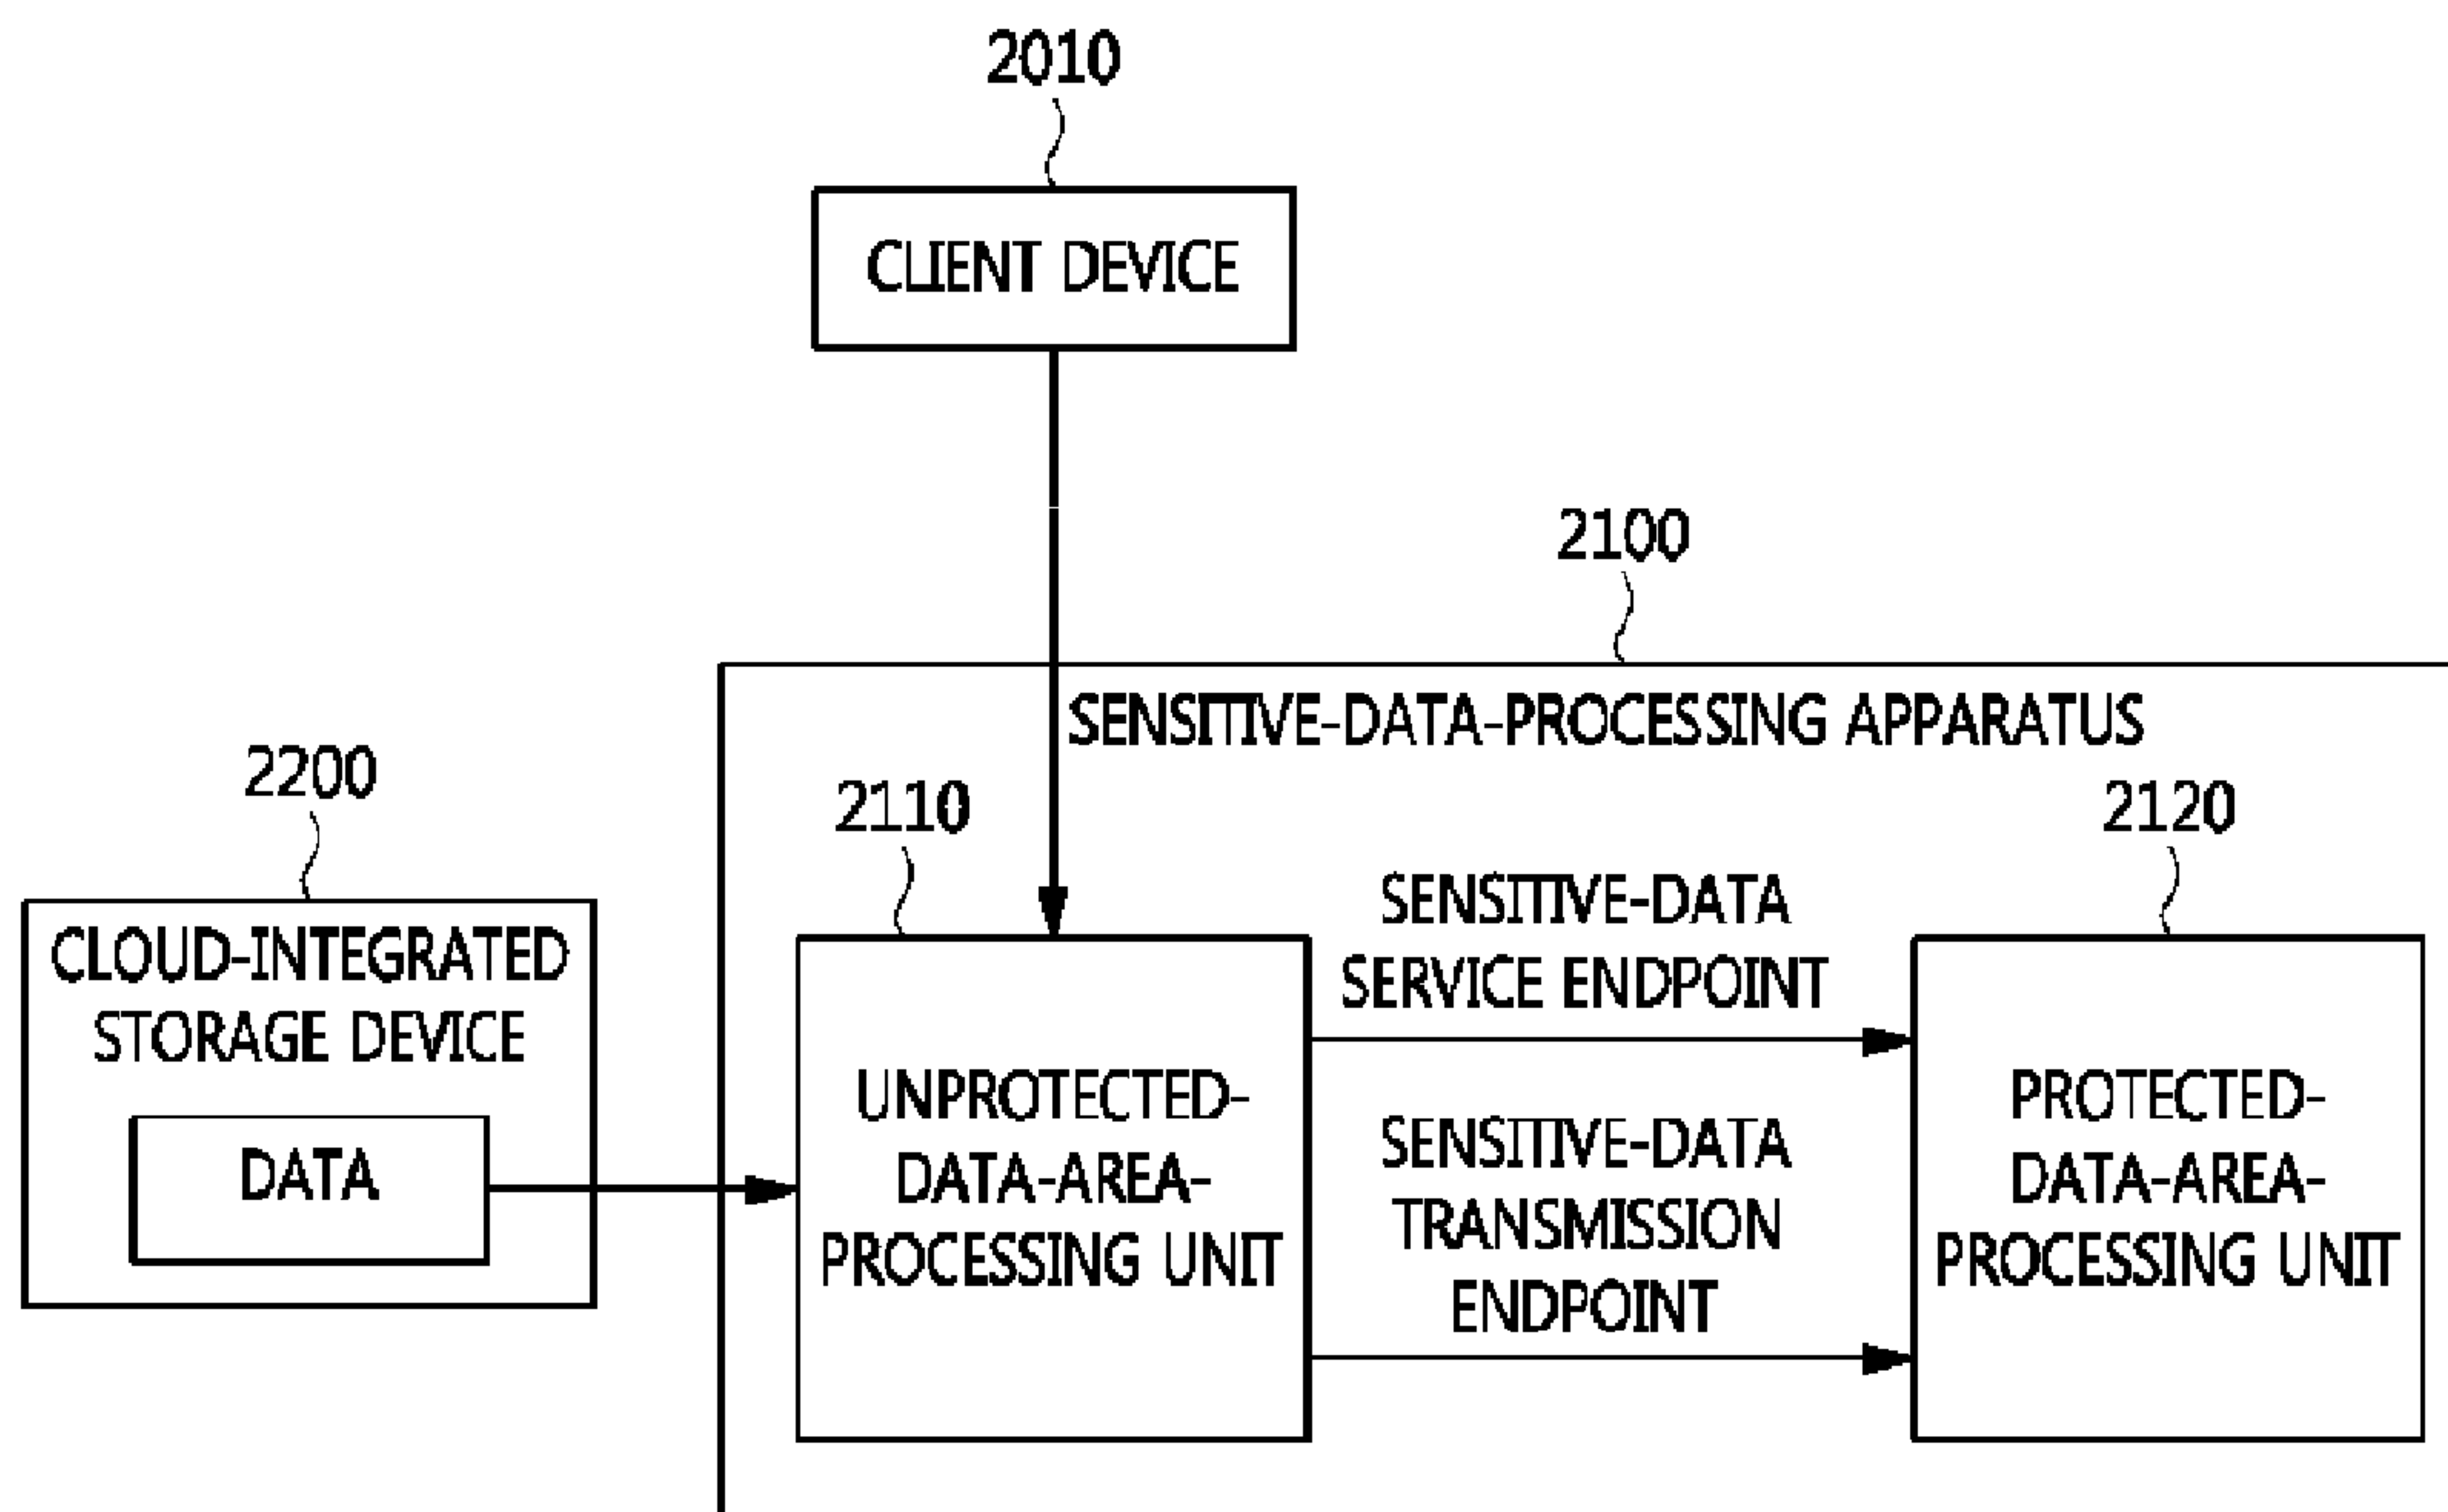 2010
CLIENT DEVICE
2100
SENSITIVE-DATA-PROCESSING APPARATUS
2200
CLOUD-INTEGRATED
STORAGE DEVICE
DATA
2110
UNPROTECTED-
DATA-AREA-
PROCESSING UNIT
SENSITIVE-DATA
SERVICE ENDPOINT
SENSITIVE-DATA
TRANSMISSION
ENDPOINT
2120
PROTECTED-
DATA-AREA-
PROCESSING UNIT